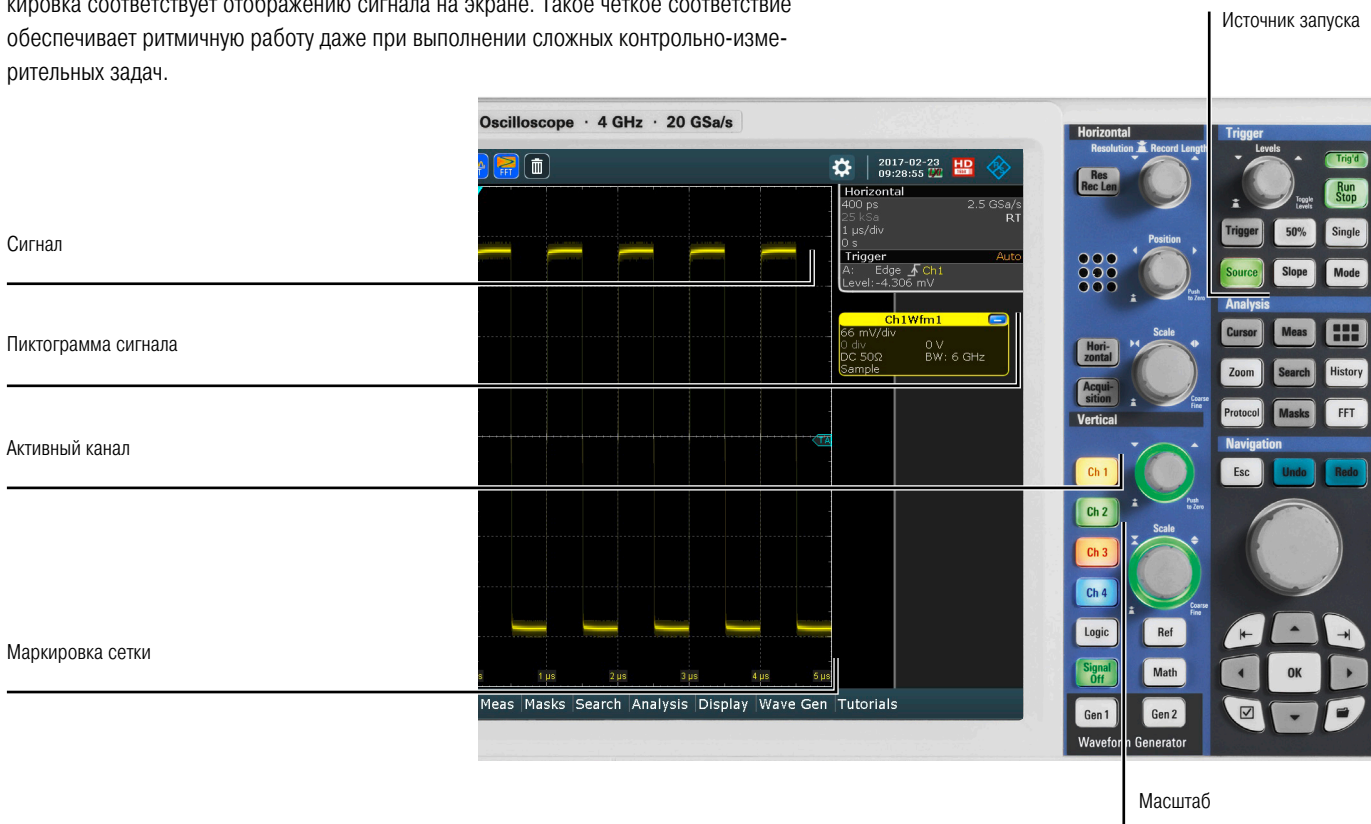 кировка соответствует отображению сигнала на экране. Такое четкое соответствие
обеспечивает ритмичную работу даже при выполнении сложных контрольно-изме-
рительных задач.
Источник запуска
Сигнал
Пиктограмма сигнала
Активный канал
Маркировка сетки
Масштаб
Oscilloscope · 4 GHz · 20 GSa/s
FFT
2017-02-23
09:28:55
HD
Horizontal
400 ps 2.5 GSa/s
25 kSa RT
1 µs/div
0 s
Trigger Auto
A: Edge Ch1
Level:-4.306 mV
Ch1Wfm1
66 mV/div
0 div 0 V
DC 50Ω BW: 6 GHz
Sample
TA
1 µs 2 µs 3 µs 4 µs 5 µs
Meas Masks Search Analysis Display Wave Gen Tutorials
Horizontal
Resolution Record Length
Res
Rec Len
Position
Push
to Zero
Scale
Hori-
zontal
Acqui-
sition
Coarse
Fine
Vertical
Ch 1
Push
to Zero
Ch 2
Scale
Ch 3
Ch 4
Coarse
Fine
Logic Ref
Signal
Off
Math
Gen 1 Gen 2
Waveform Generator
Trigger
Levels
Trig'd
Run
Stop
Toggle
Levels
Trigger 50% Single
Source Slope Mode
Analysis
Cursor Meas
Zoom Search History
Protocol Masks FFT
Navigation
Esc Undo Redo
OK